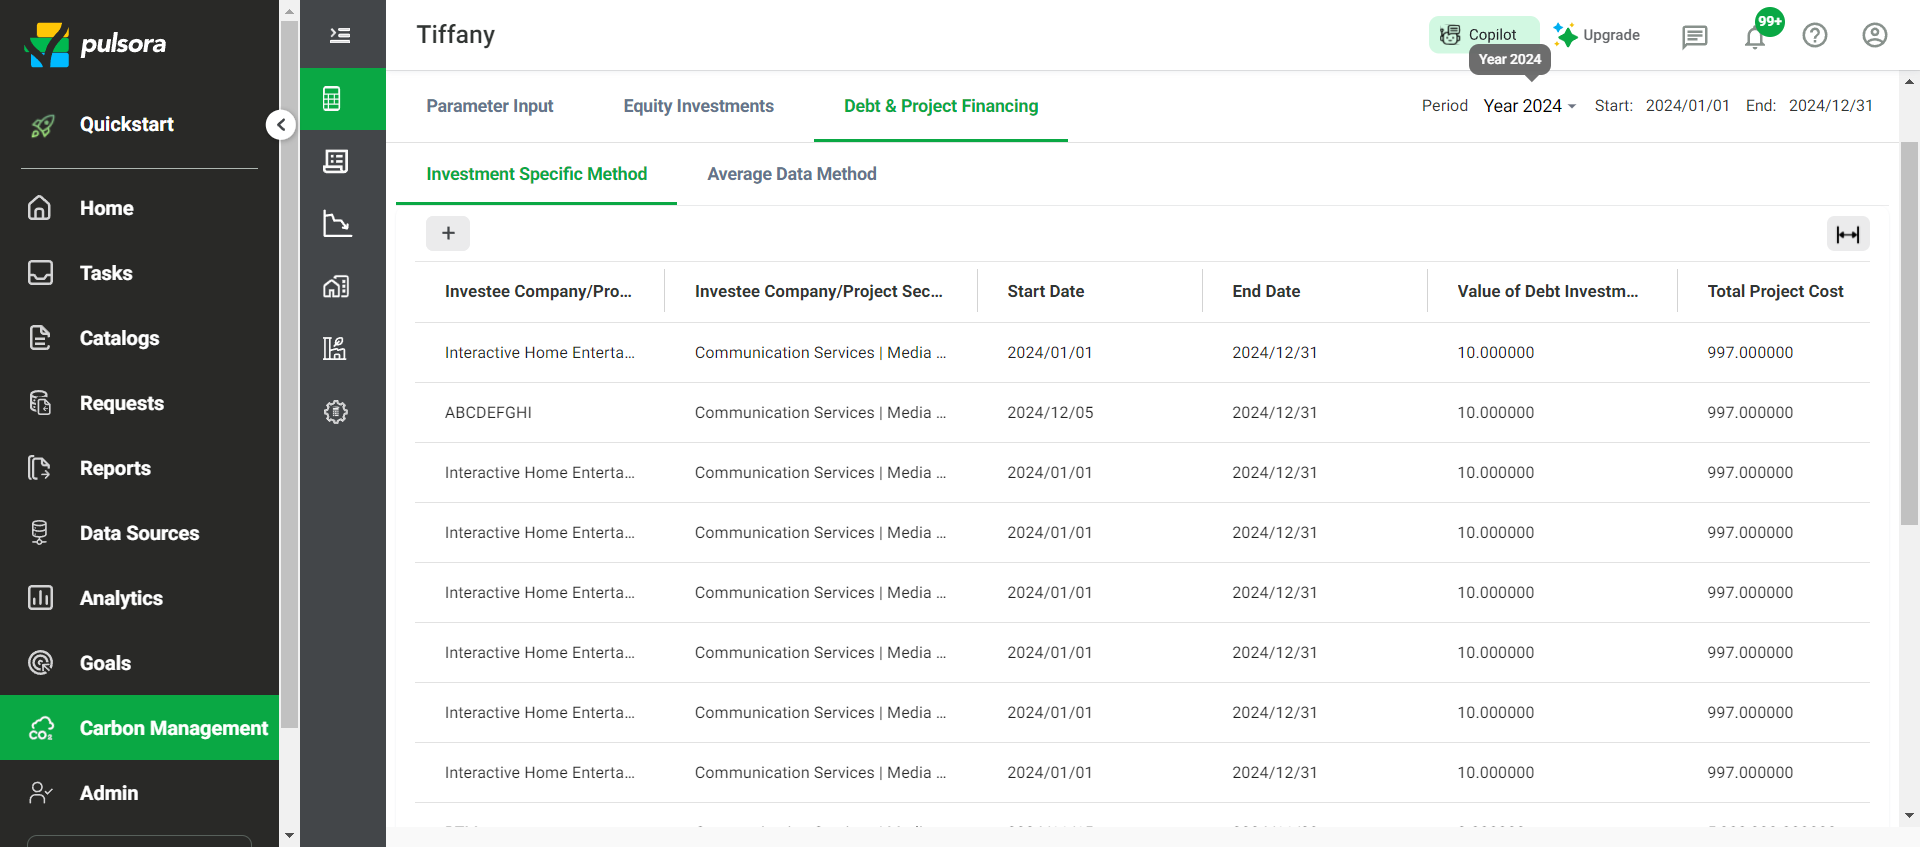 pulsora
Quickstart
Home
Tasks
Catalogs
Requests
Reports
Data Sources
Analytics
Goals
CO₂
Carbon Management
Admin
Tiffany
Copilot
Upgrade
99+
Year 2024
Parameter Input
Equity Investments
Debt & Project Financing
Period Year 2024 Start: 2024/01/01 End: 2024/12/31
Investment Specific Method
Average Data Method
+
Investee Company/Pro... Investee Company/Project Sec... Start Date End Date Value of Debt Investm... Total Project Cost
Interactive Home Enterta... Communication Services | Media ... 2024/01/01 2024/12/31 10.000000 997.000000
ABCDEFGHI Communication Services | Media ... 2024/12/05 2024/12/31 10.000000 997.000000
Interactive Home Enterta... Communication Services | Media ... 2024/01/01 2024/12/31 10.000000 997.000000
Interactive Home Enterta... Communication Services | Media ... 2024/01/01 2024/12/31 10.000000 997.000000
Interactive Home Enterta... Communication Services | Media ... 2024/01/01 2024/12/31 10.000000 997.000000
Interactive Home Enterta... Communication Services | Media ... 2024/01/01 2024/12/31 10.000000 997.000000
Interactive Home Enterta... Communication Services | Media ... 2024/01/01 2024/12/31 10.000000 997.000000
Interactive Home Enterta... Communication Services | Media ... 2024/01/01 2024/12/31 10.000000 997.000000